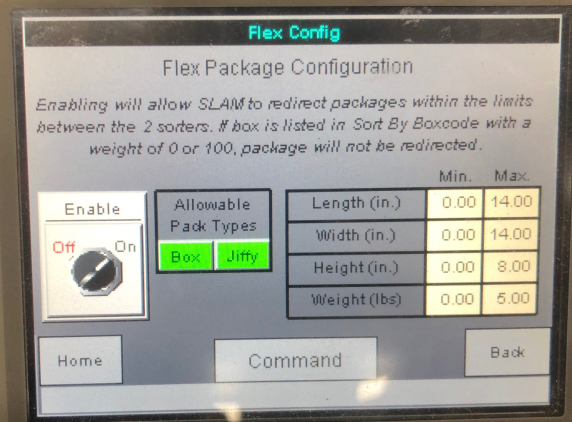 Flex Config
Flex Package Configuration
Enabling will allow SLAM to redirect packages within the limits
between the 2 sorters. If box is listed in Sort By Boxcode with a
weight of 0 or 100, package will not be redirected.
Min. Max.
Enable
Off On
Allowable
Pack Types
Box Jiffy
Length (in.) 0.00 14.00
Width (in.) 0.00 14.00
Height (in.) 0.00 8.00
Weight (lbs) 0.00 5.00
Home
Command
Back